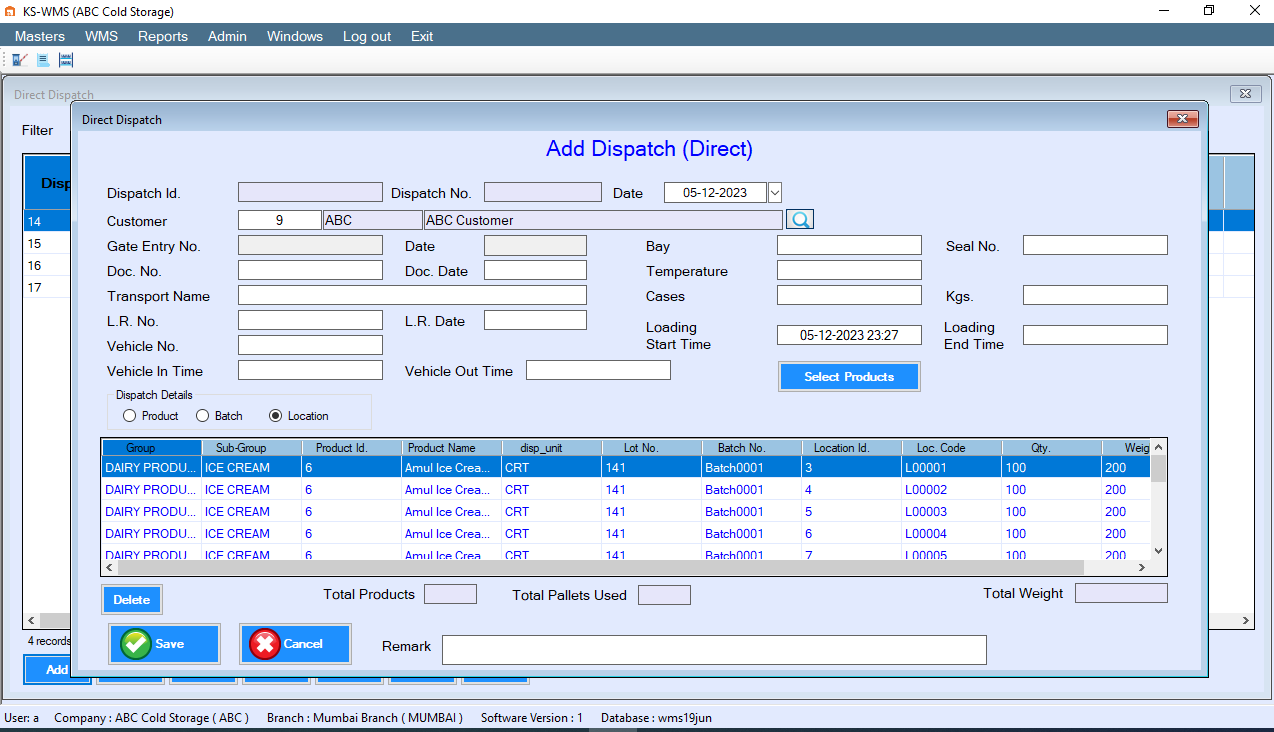 KS-WMS (ABC Cold Storage)
Masters WMS Reports Admin Windows Log out Exit
Direct Dispatch
Filter
Direct Dispatch
Add Dispatch (Direct)
Dispatch Id. Dispatch No. Date 05-12-2023
Customer 9 ABC ABC Customer
Gate Entry No. Date Bay Seal No.
Doc. No. Doc. Date Temperature
Transport Name Cases Kgs.
L.R. No. L.R. Date
Loading Start Time 05-12-2023 23:27 Loading End Time
Vehicle No.
Vehicle In Time Vehicle Out Time
Select Products
Dispatch Details
Product Batch Location
Group Sub-Group Product Id. Product Name disp_unit Lot No. Batch No. Location Id. Loc. Code Qty. Weig
DAIRY PRODU... ICE CREAM 6 Amul Ice Crea... CRT 141 Batch0001 3 L00001 100 200
DAIRY PRODU... ICE CREAM 6 Amul Ice Crea... CRT 141 Batch0001 4 L00002 100 200
DAIRY PRODU... ICE CREAM 6 Amul Ice Crea... CRT 141 Batch0001 5 L00003 100 200
DAIRY PRODU... ICE CREAM 6 Amul Ice Crea... CRT 141 Batch0001 6 L00004 100 200
DAIRY PRODU... ICE CREAM 6 Amul Ice Crea... CRT 141 Batch0001 7 L00005 100 200
Delete Total Products Total Pallets Used Total Weight
Save Cancel Remark
Disp
14
15
16
17
4 records
Add
User: a Company : ABC Cold Storage ( ABC ) Branch : Mumbai Branch ( MUMBAI ) Software Version : 1 Database : wms19jun